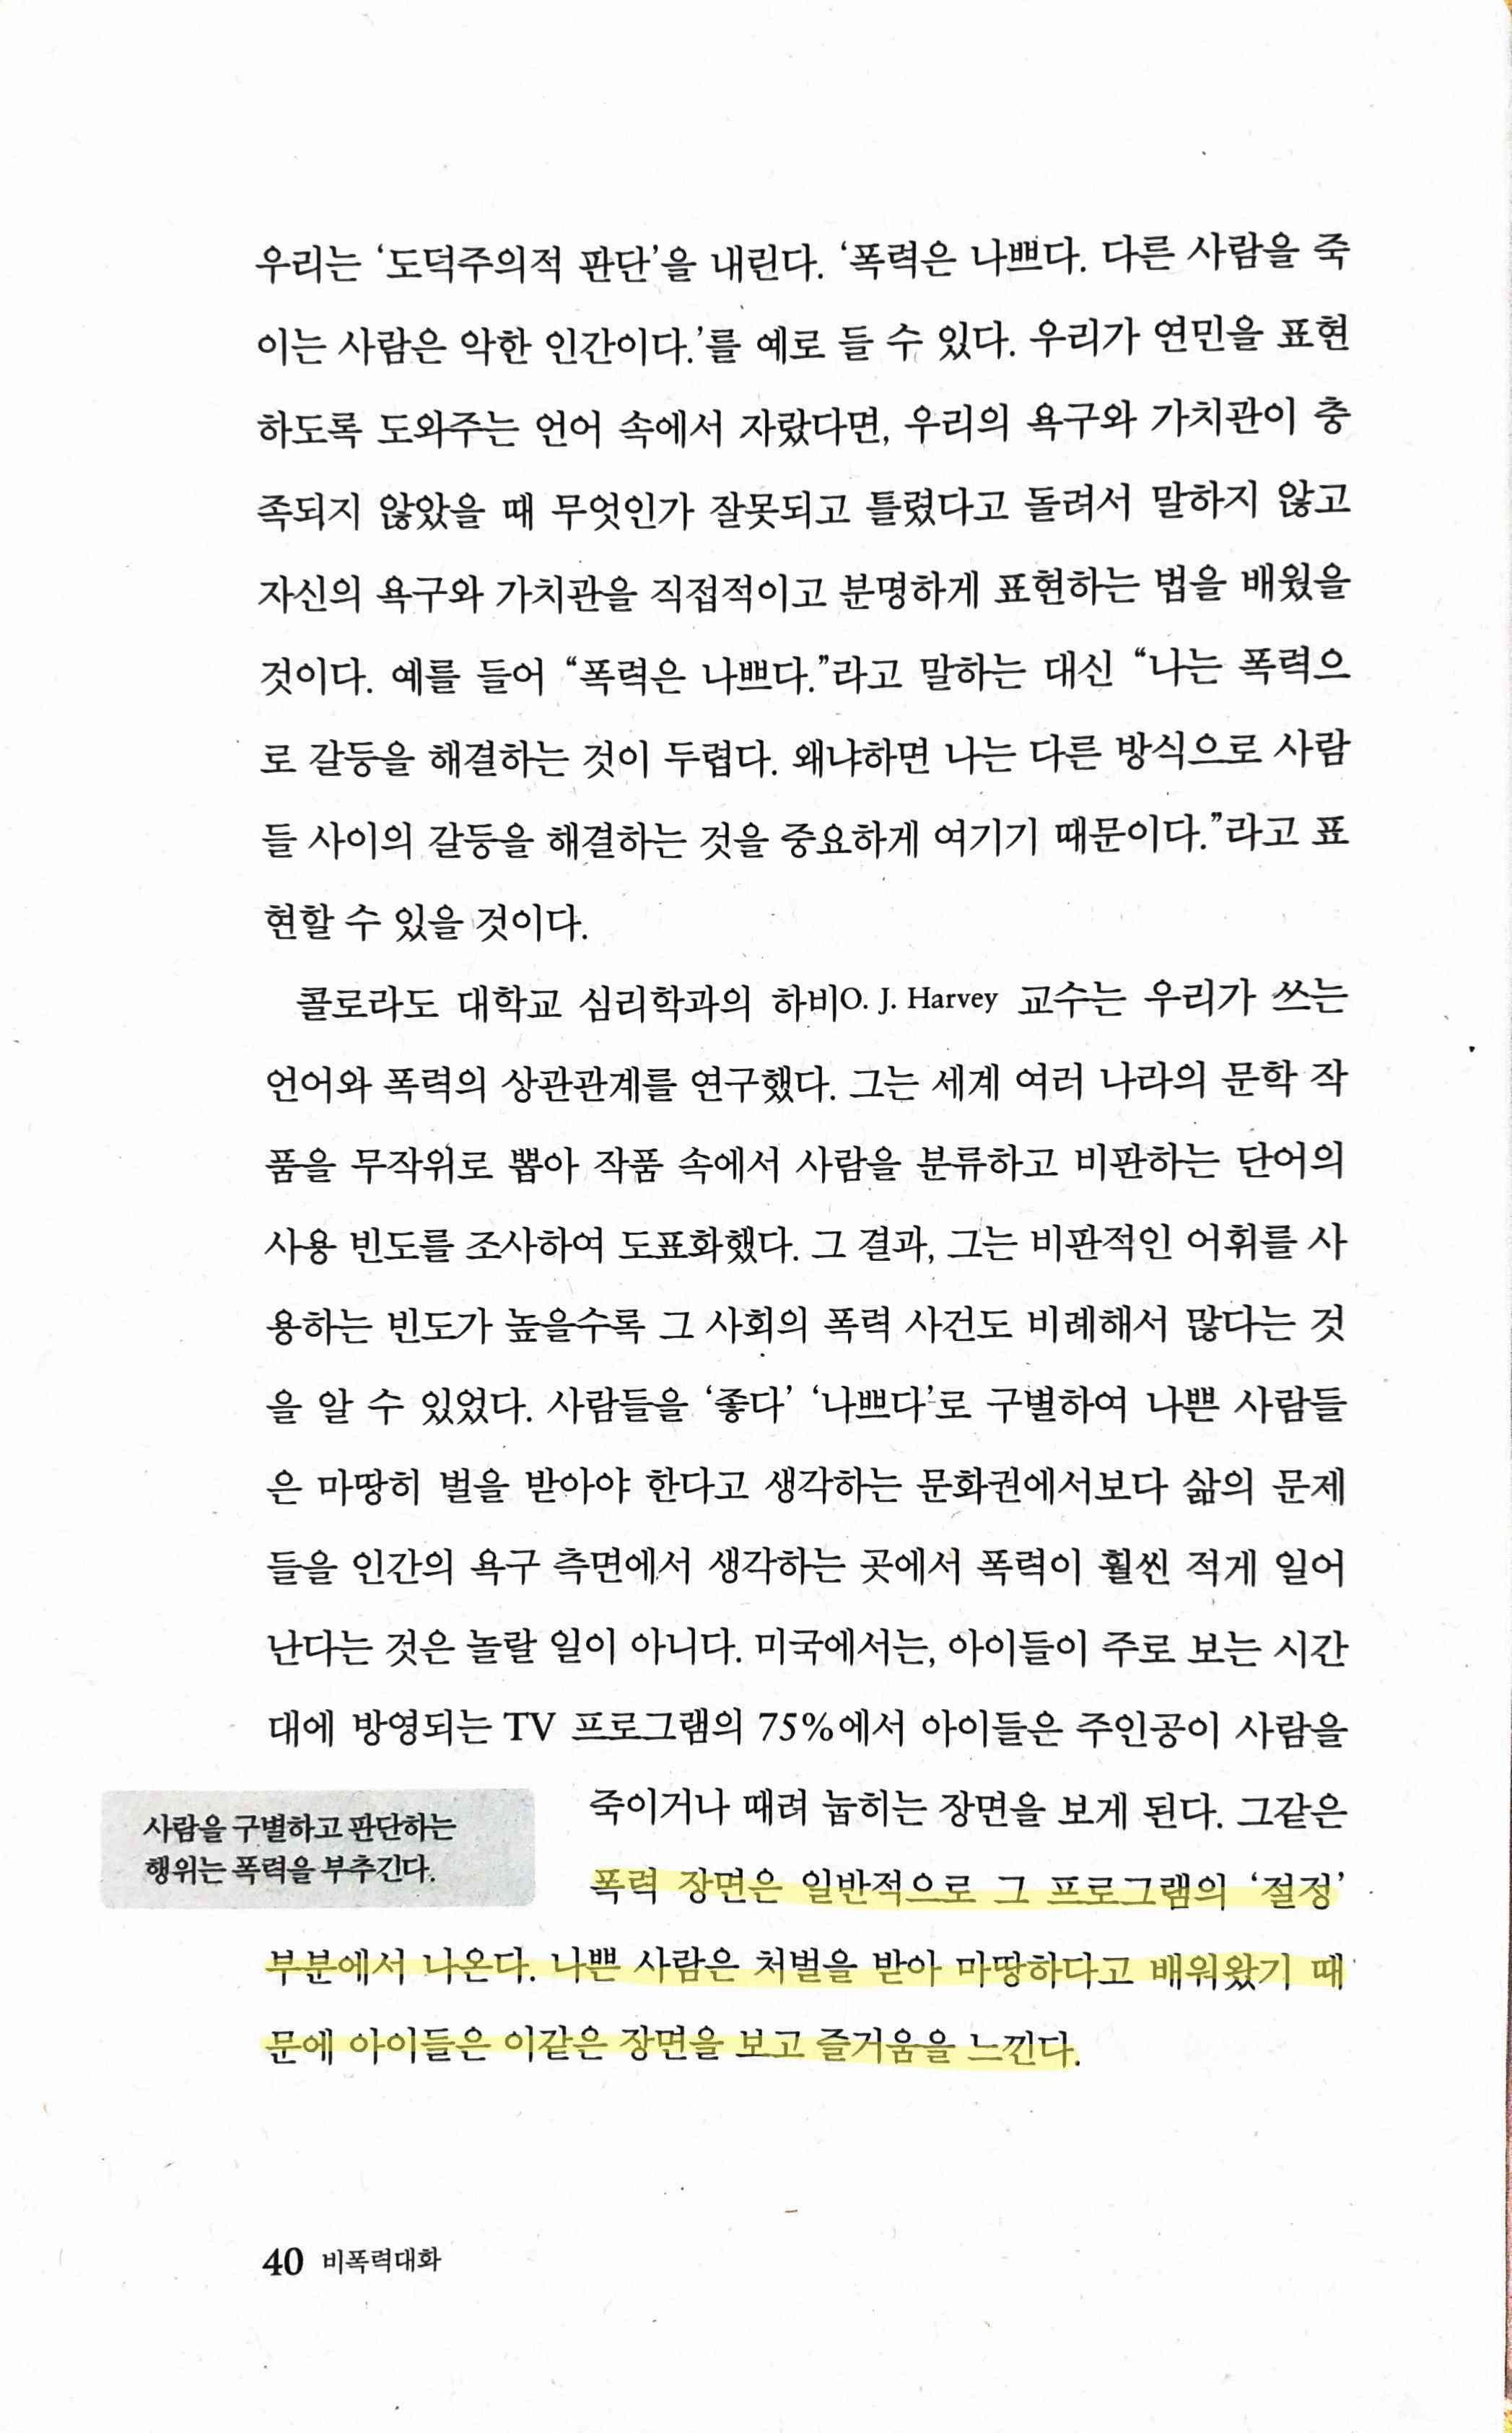 우리는 ‘도덕주의적 판단’을 내린다. ‘폭력은 나쁘다. 다른 사람을 죽
이는 사람은 악한 인간이다.’를 예로 들 수 있다. 우리가 연민을 표현
하도록 도와주는 언어 속에서 자랐다면, 우리의 욕구와 가치관이 충
족되지 않았을 때 무엇인가 잘못되고 틀렸다고 돌려서 말하지 않고
자신의 욕구와 가치관을 직접적이고 분명하게 표현하는 법을 배웠을
것이다. 예를 들어 “폭력은 나쁘다.”라고 말하는 대신 “나는 폭력으
로 갈등을 해결하는 것이 두렵다. 왜냐하면 나는 다른 방식으로 사람
들 사이의 갈등을 해결하는 것을 중요하게 여기기 때문이다.”라고 표
현할 수 있을 것이다.
콜로라도 대학교 심리학과의 하비O. J. Harvey 교수는 우리가 쓰는
언어와 폭력의 상관관계를 연구했다. 그는 세계 여러 나라의 문학 작
품을 무작위로 뽑아 작품 속에서 사람을 분류하고 비판하는 단어의
사용 빈도를 조사하여 도표화했다. 그 결과, 그는 비판적인 어휘를 사
용하는 빈도가 높을수록 그 사회의 폭력 사건도 비례해서 많다는 것
을 알 수 있었다. 사람들을 ‘좋다’ ‘나쁘다’로 구별하여 나쁜 사람들
은 마땅히 벌을 받아야 한다고 생각하는 문화권에서보다 삶의 문제
들을 인간의 욕구 측면에서 생각하는 곳에서 폭력이 훨씬 적게 일어
난다는 것은 놀랄 일이 아니다. 미국에서는, 아이들이 주로 보는 시간
대에 방영되는 TV 프로그램의 75%에서 아이들은 주인공이 사람을
죽이거나 때려 눕히는 장면을 보게 된다. 그같은
폭력 장면은 일반적으로 그 프로그램의 ‘절정’
부분에서 나온다. 나쁜 사람은 처벌을 받아 마땅하다고 배워왔기 때
문에 아이들은 이같은 장면을 보고 즐거움을 느낀다.
사람을 구별하고 판단하는
행위는 폭력을 부추긴다.
40 비폭력대화